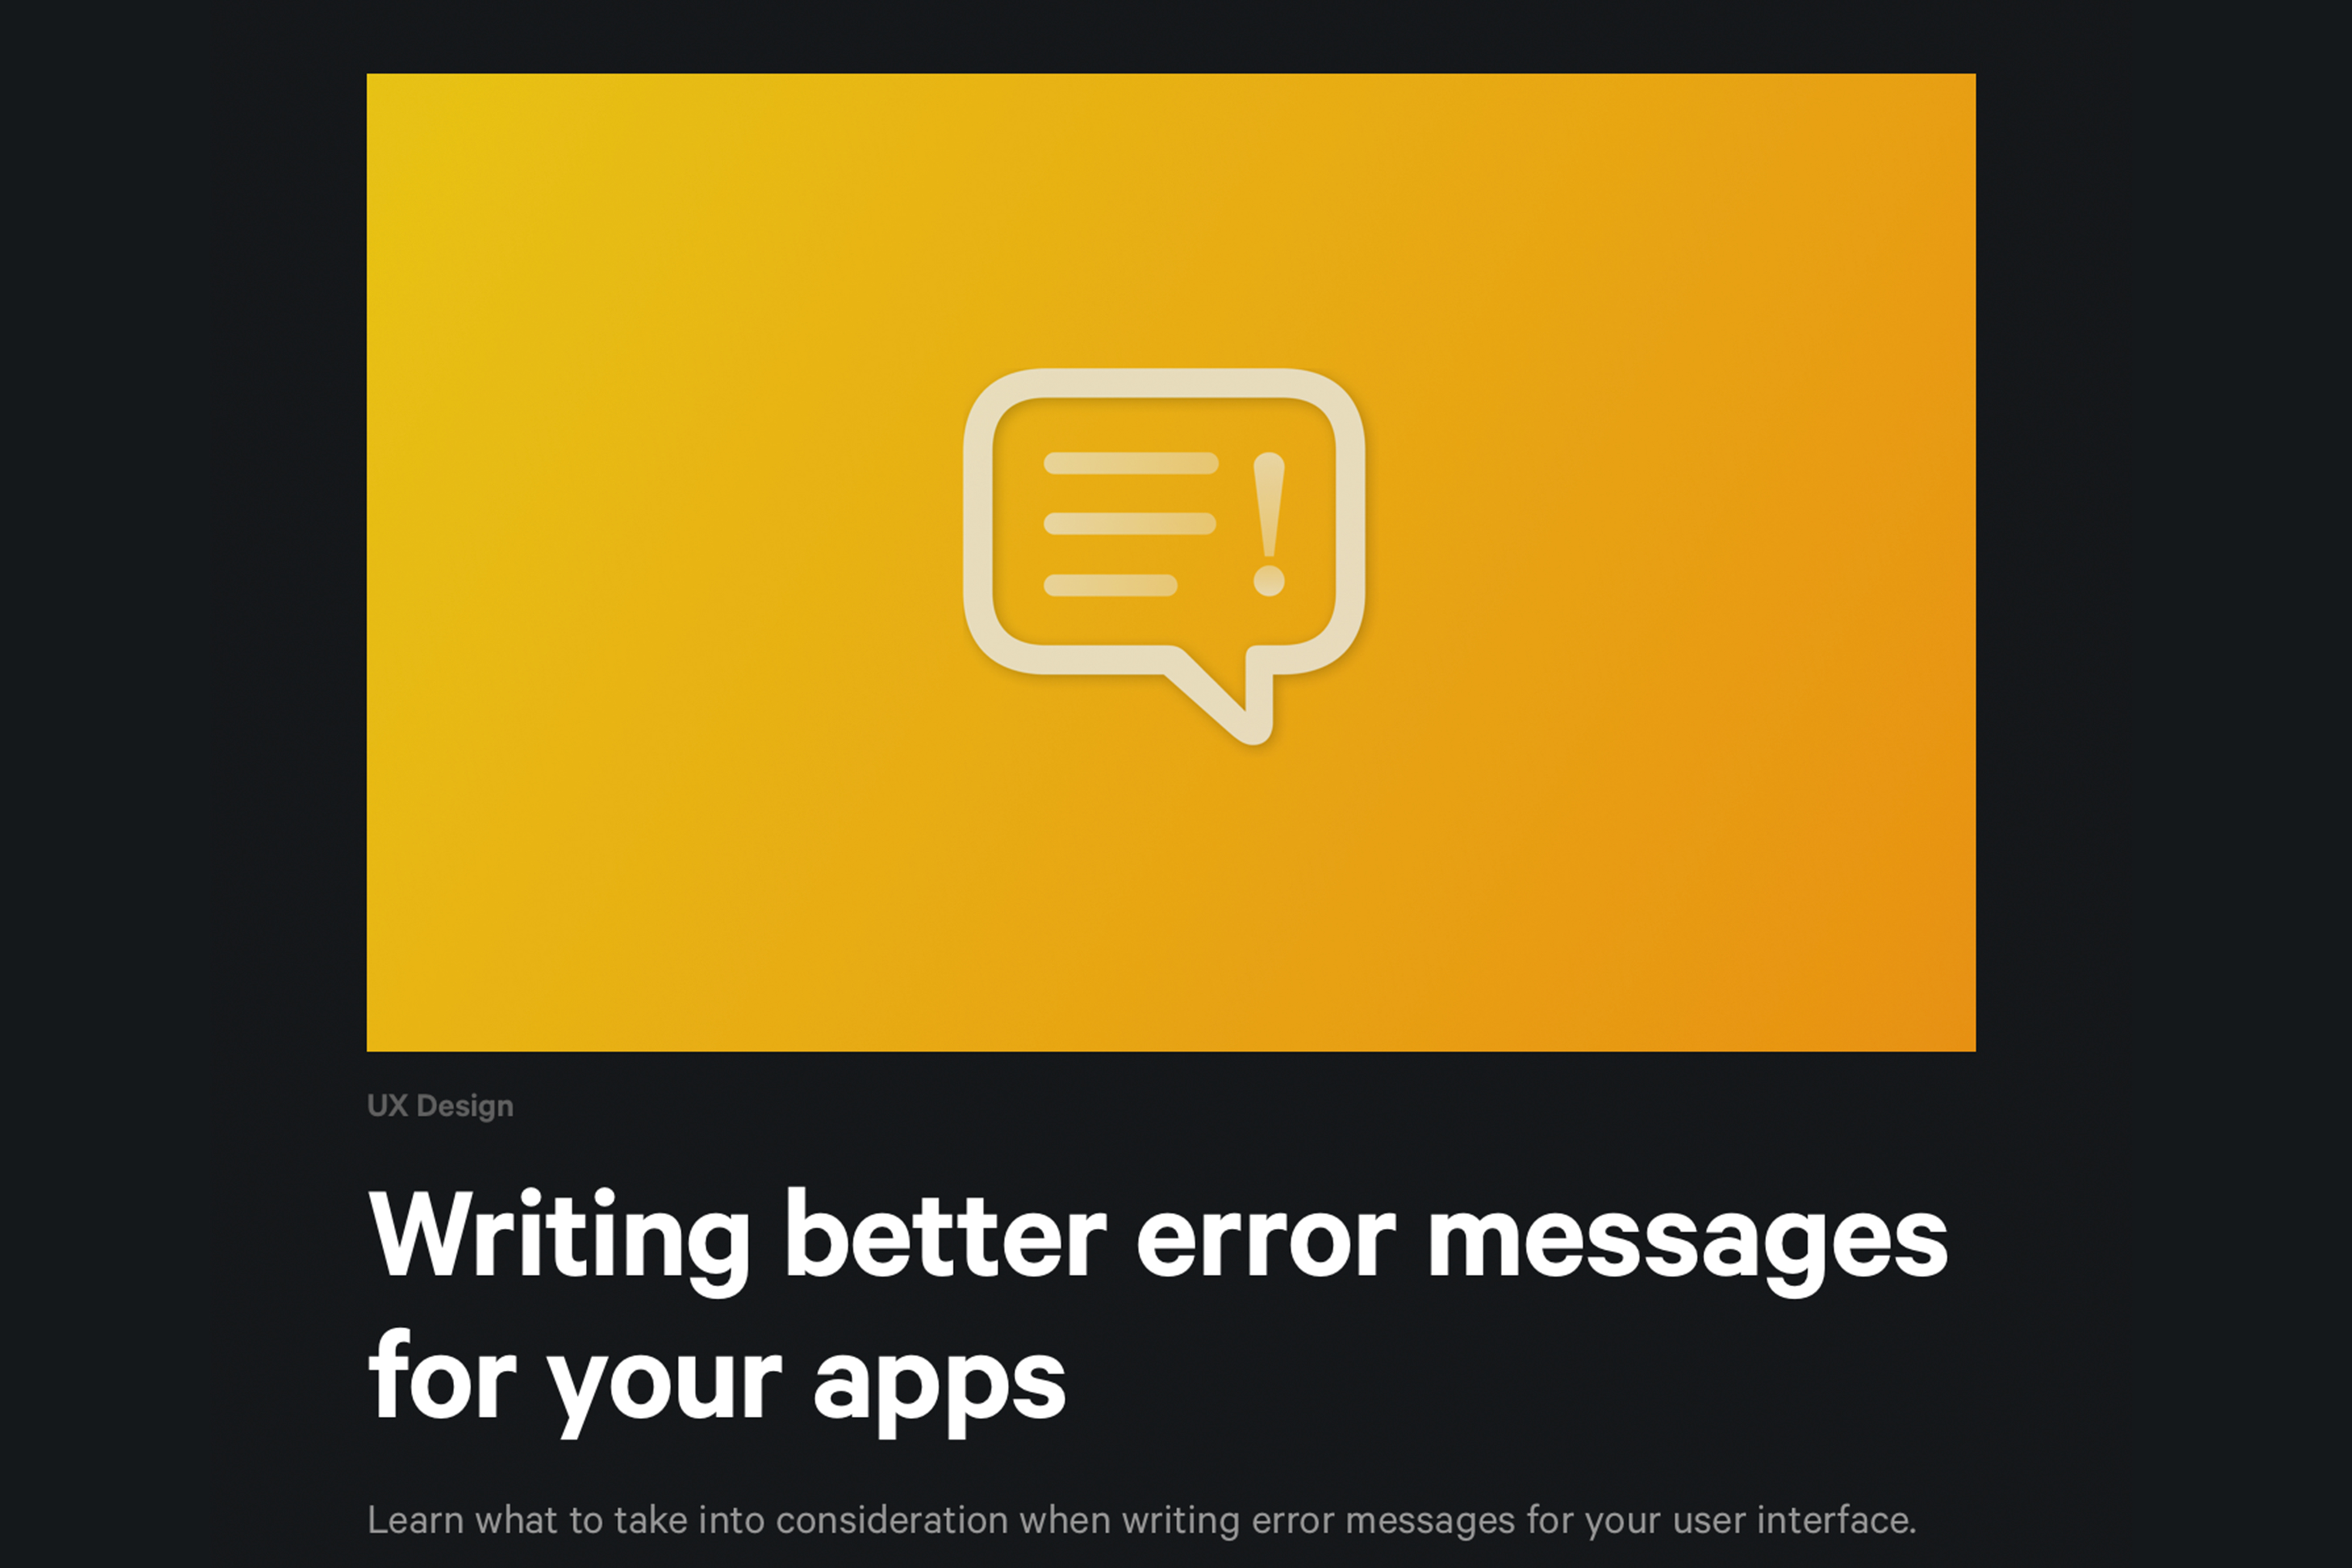 UX Design
Writing better error messages
for your apps
Learn what to take into consideration when writing error messages for your user interface.